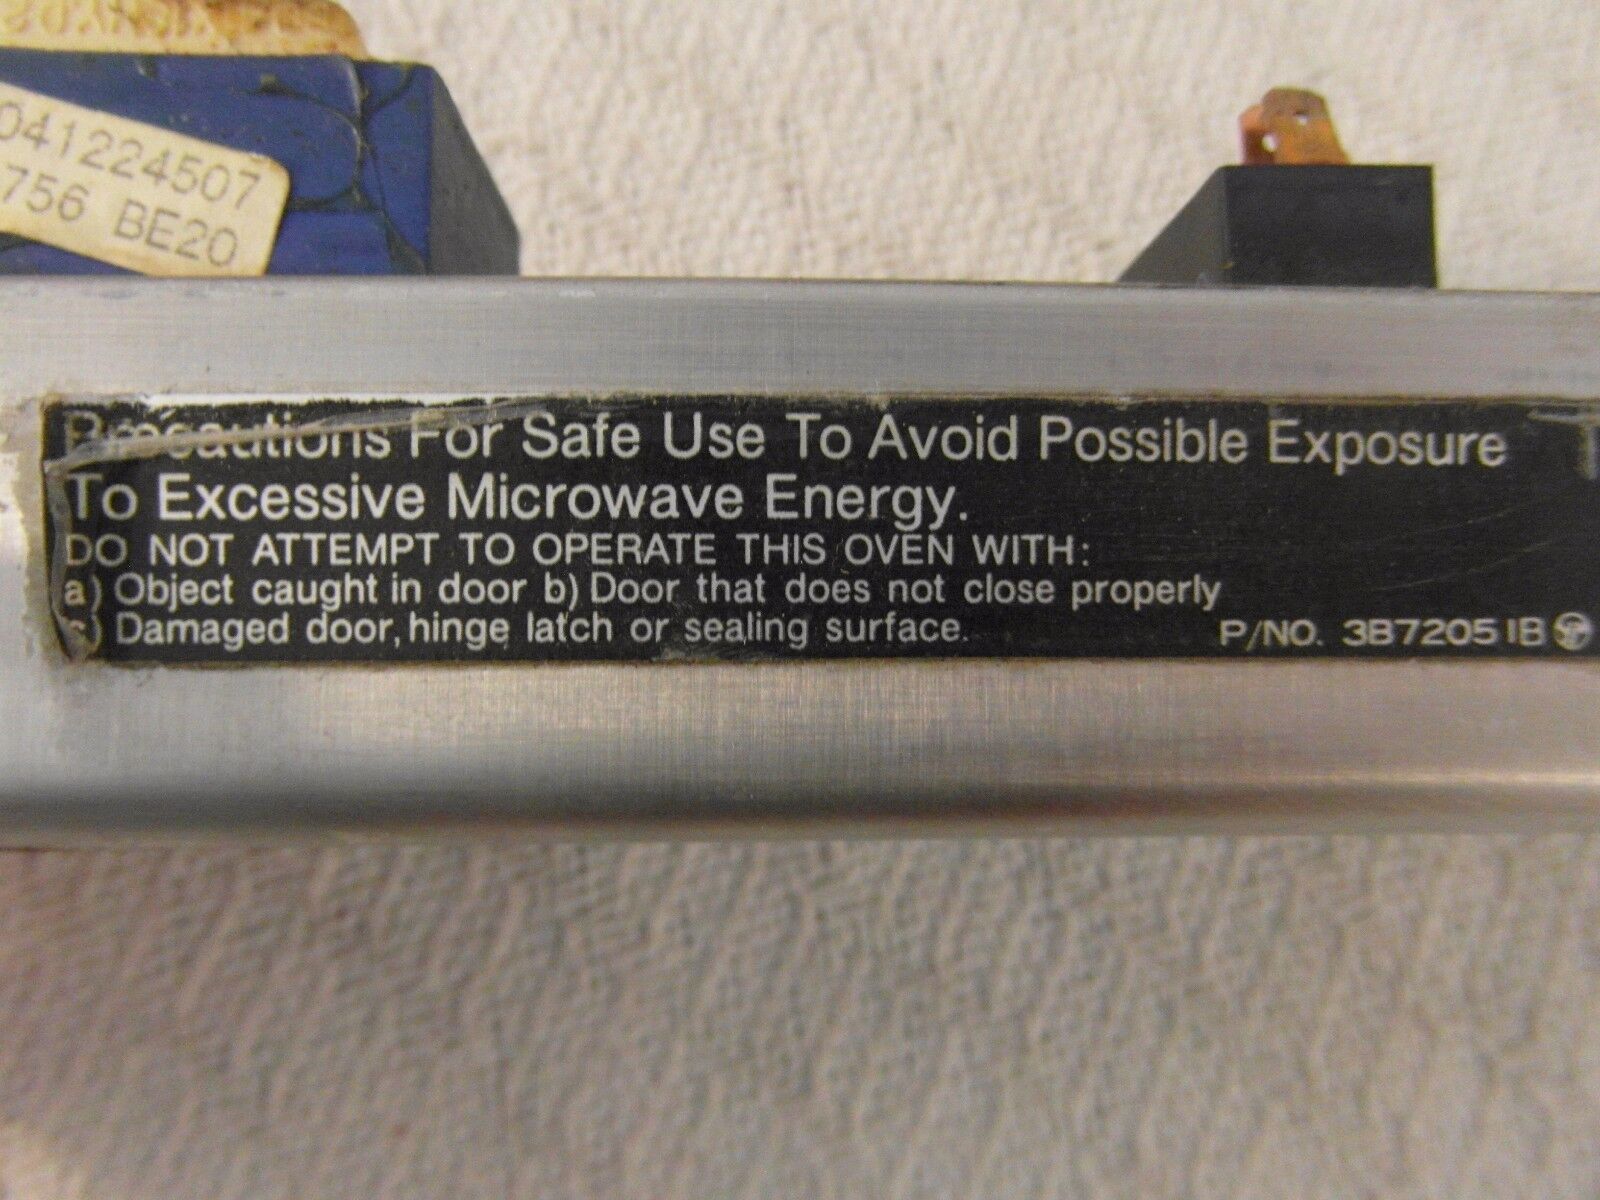 041224507
756 BE20
Precautions For Safe Use To Avoid Possible Exposure
To Excessive Microwave Energy.
DO NOT ATTEMPT TO OPERATE THIS OVEN WITH:
a) Object caught in door b) Door that does not close properly
c) Damaged door, hinge latch or sealing surface.
P/NO. 3B72051B